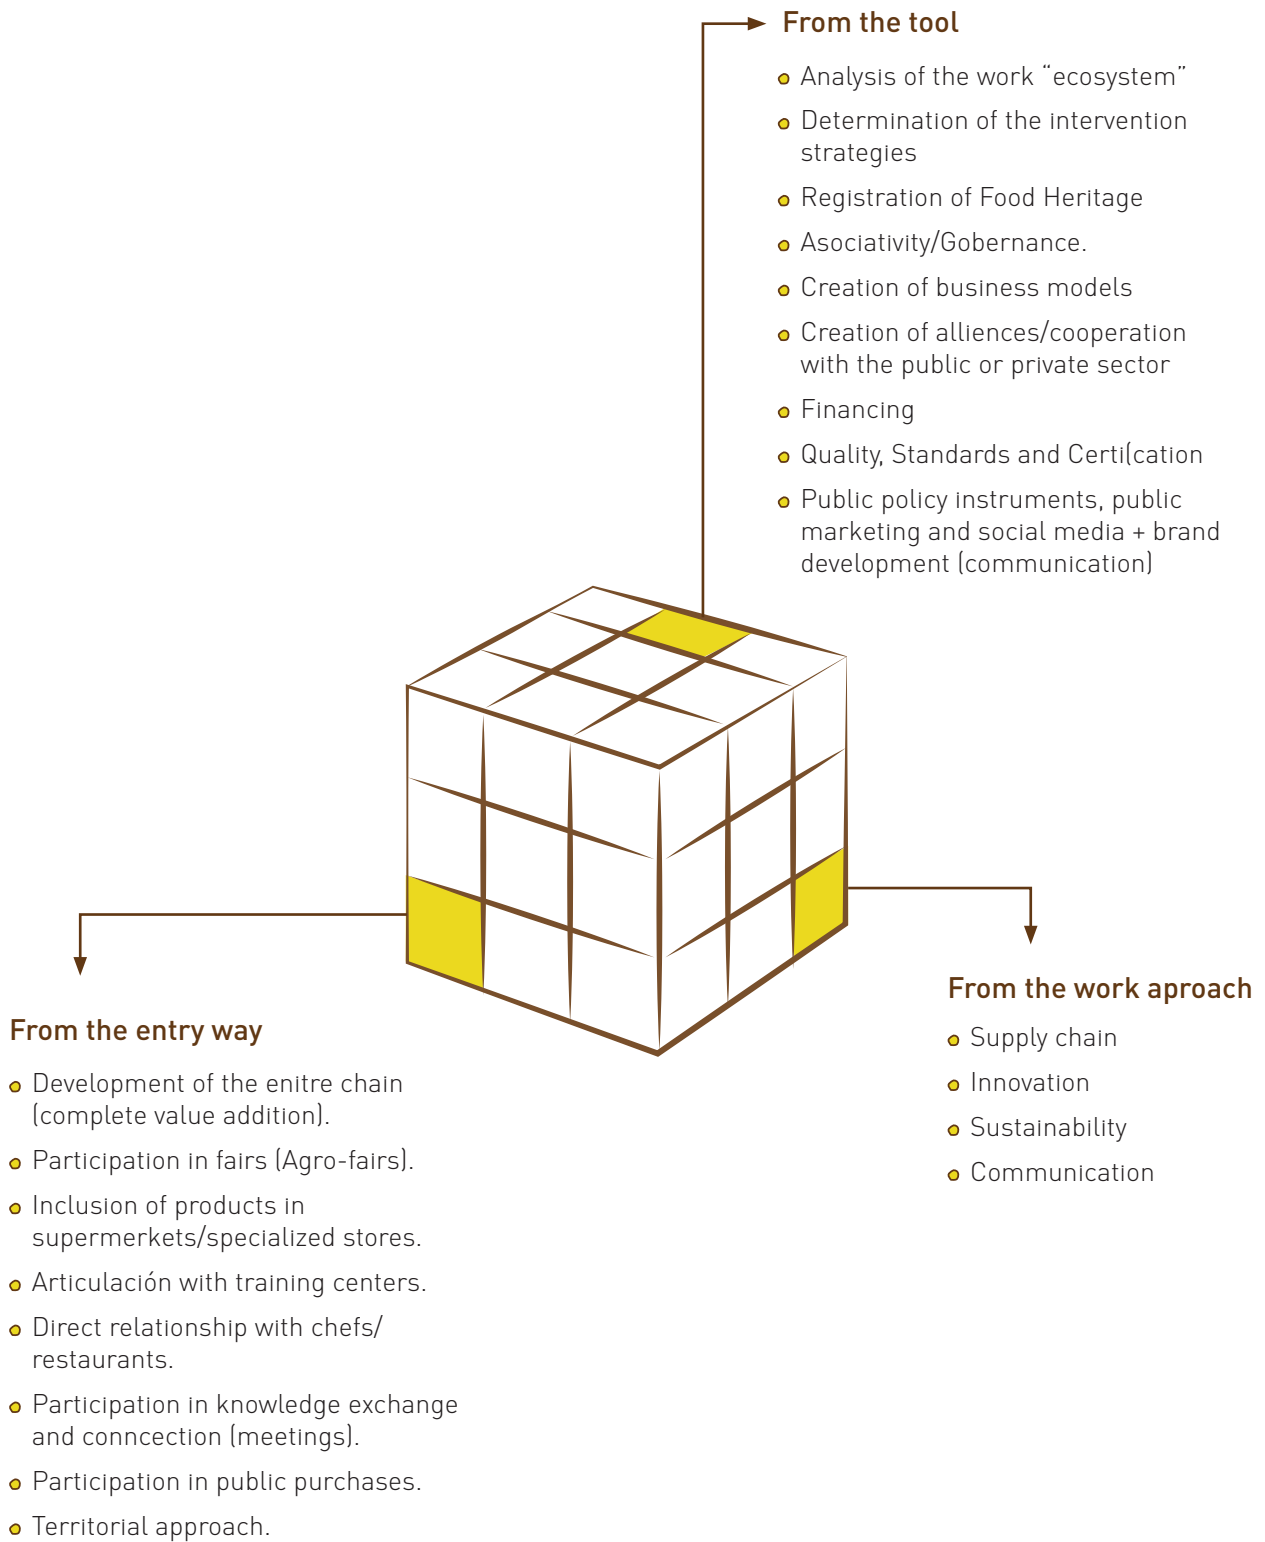 From the tool
Analysis of the work “ecosystem”
Determination of the intervention
strategies
Registration of Food Heritage
Asociativity/Gobernance.
Creation of business models
Creation of alliences/cooperation
with the public or private sector
Financing
Quality, Standards and Certi(cation
Public policy instruments, public
marketing and social media + brand
development (communication)
From the entry way
Development of the enitre chain
(complete value addition).
Participation in fairs (Agro-fairs).
Inclusion of products in
supermerkets/specialized stores.
Articulación with training centers.
Direct relationship with chefs/
restaurants.
Participation in knowledge exchange
and conncection (meetings).
Participation in public purchases.
Territorial approach.
From the work aproach
Supply chain
Innovation
Sustainability
Communication